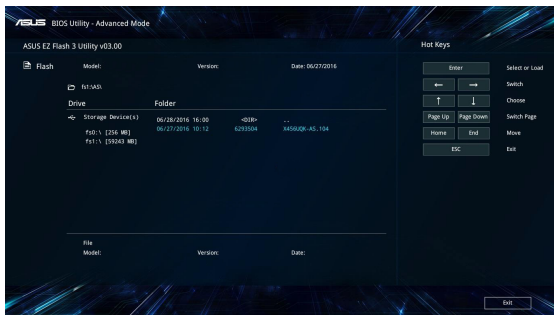 ASUS BIOS Utility - Advanced Mode
ASUS EZ Flash 3 Utility v03.00
Flash
Model: Version: Date: 06/27/2016
fs1:\AS\
Drive Folder
Storage Device(s)
fs0:\ [256 MB]
fs1:\ [59243 MB]
06/28/2016 16:00 <DIR> ..
06/27/2016 10:12 6293504 X456UQK-AS.104
File
Model: Version: Date:
Hot Keys
Enter Select or Load
← → Switch
↑ ↓ Choose
Page Up Page Down Switch Page
Home End Move
ESC Exit
Exit